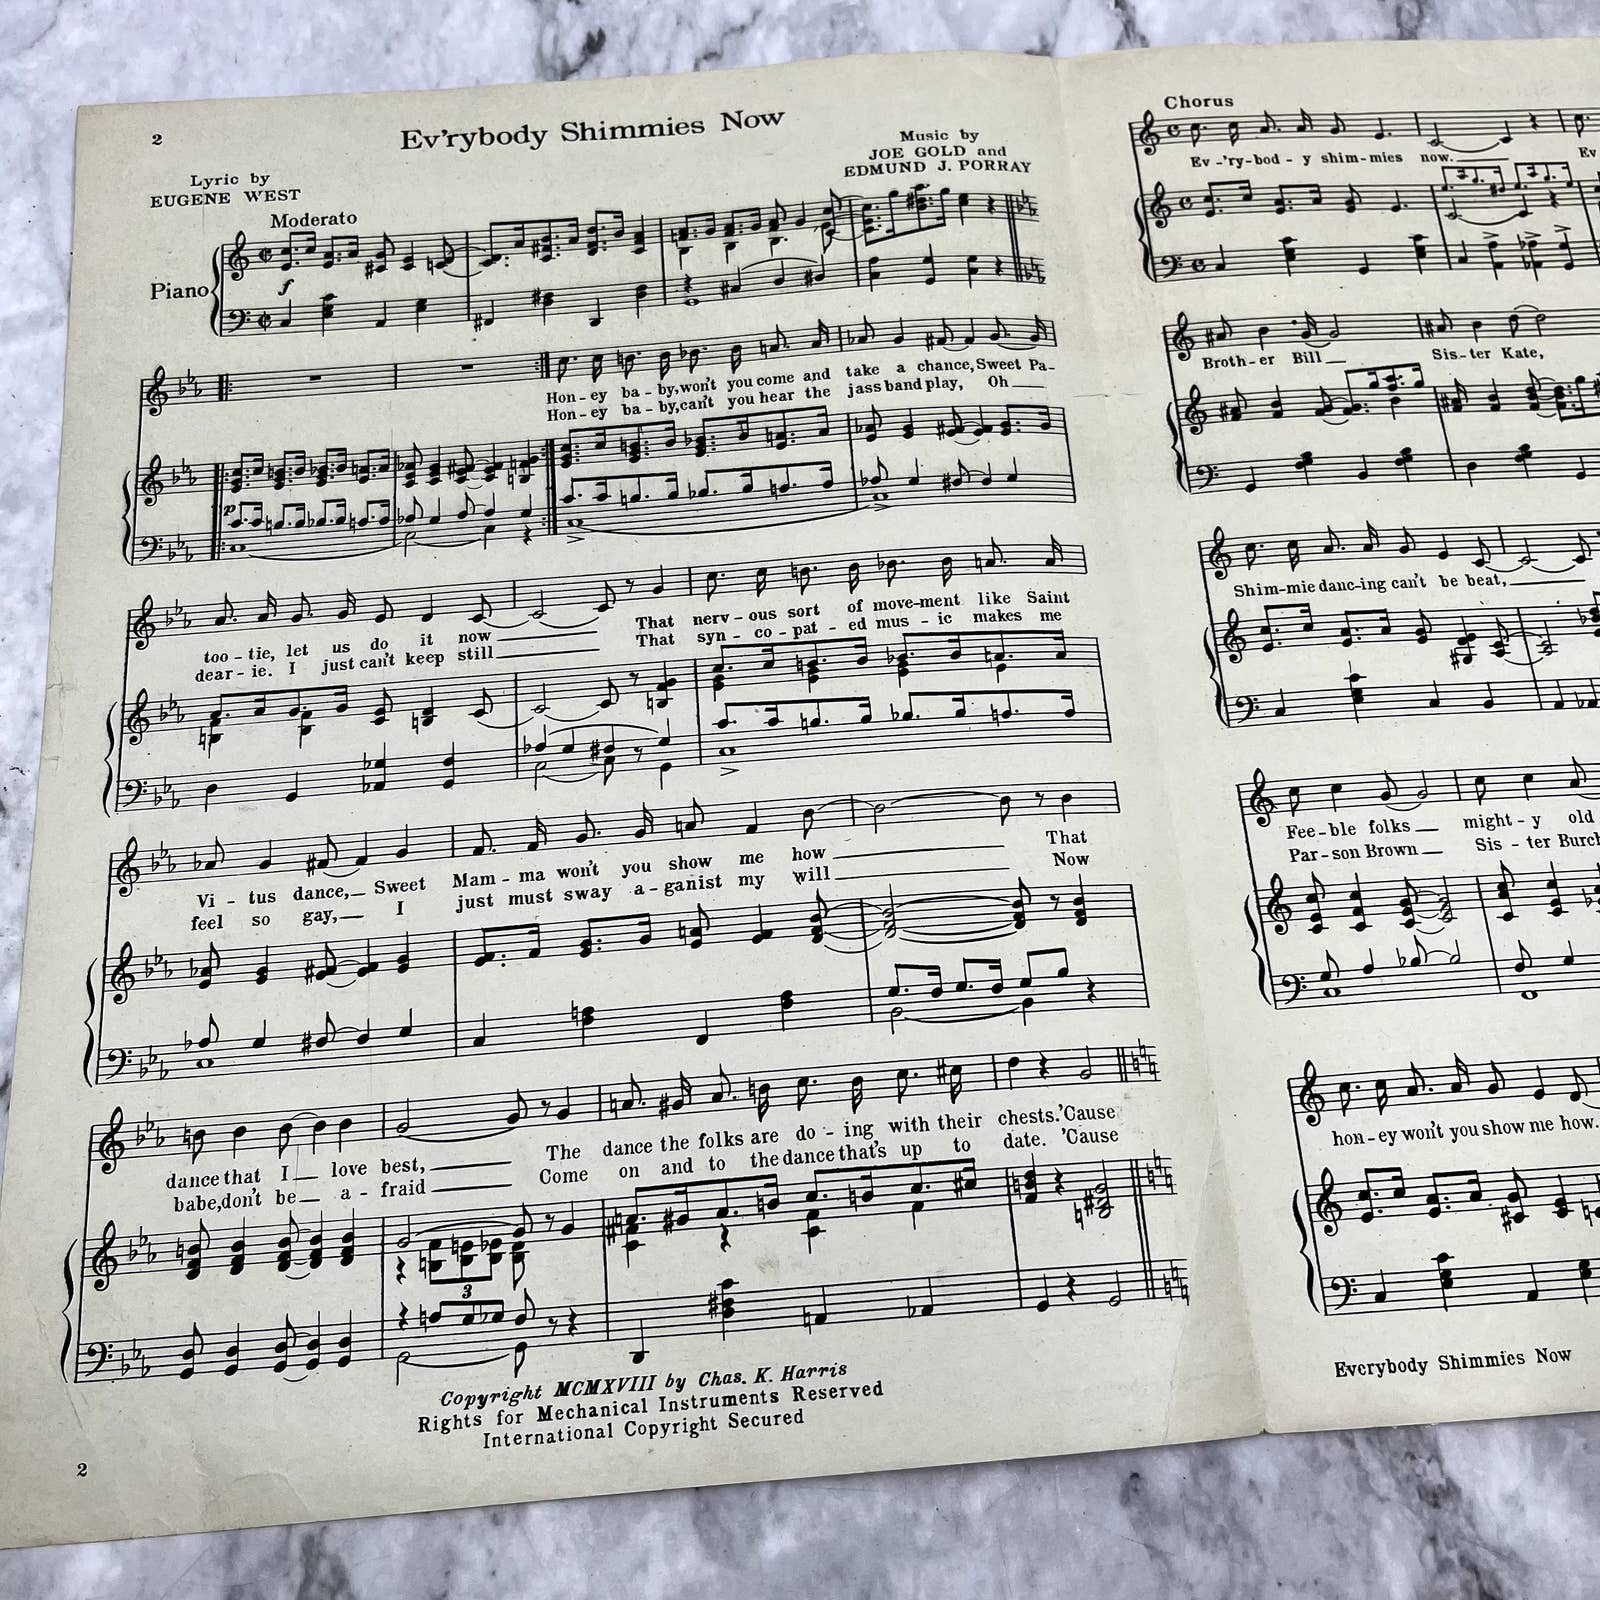 2
Ev'rybody Shimmies Now
Lyric by
EUGENE WEST
Music by
JOE GOLD and
EDMUND J. PORRAY
Moderato
Piano
f
p
Hon-ey ba-by, won't you come and take a chance, Sweet Pa-
Hon-ey ba-by, can't you hear the jass band play, Oh
too-tie, let us do it now That nerv-ous sort of move-ment like Saint
dear-ie. I just can't keep still That syn-co-pat-ed mus-ic makes me
Vi-tus dance, Sweet Mam-ma won't you show me how That
feel so gay, I just must sway a-ganist my will Now
dance that I love best, The dance the folks are do-ing with their chests. 'Cause
babe, don't be a-fraid Come on and to the dance that's up to date. 'Cause
3
Copyright MCMXVIII by Chas. K. Harris
Rights for Mechanical Instruments Reserved
International Copyright Secured
2
Chorus
Ev-'ry-bod-y shim-mies now. Ev
Broth-er Bill Sis-ter Kate,
Shim-mie danc-ing can't be beat,
Fee-ble folks might-y old
Par-son Brown Sis-ter Burch
hon-ey won't you show me how.
Everybody Shimmies Now